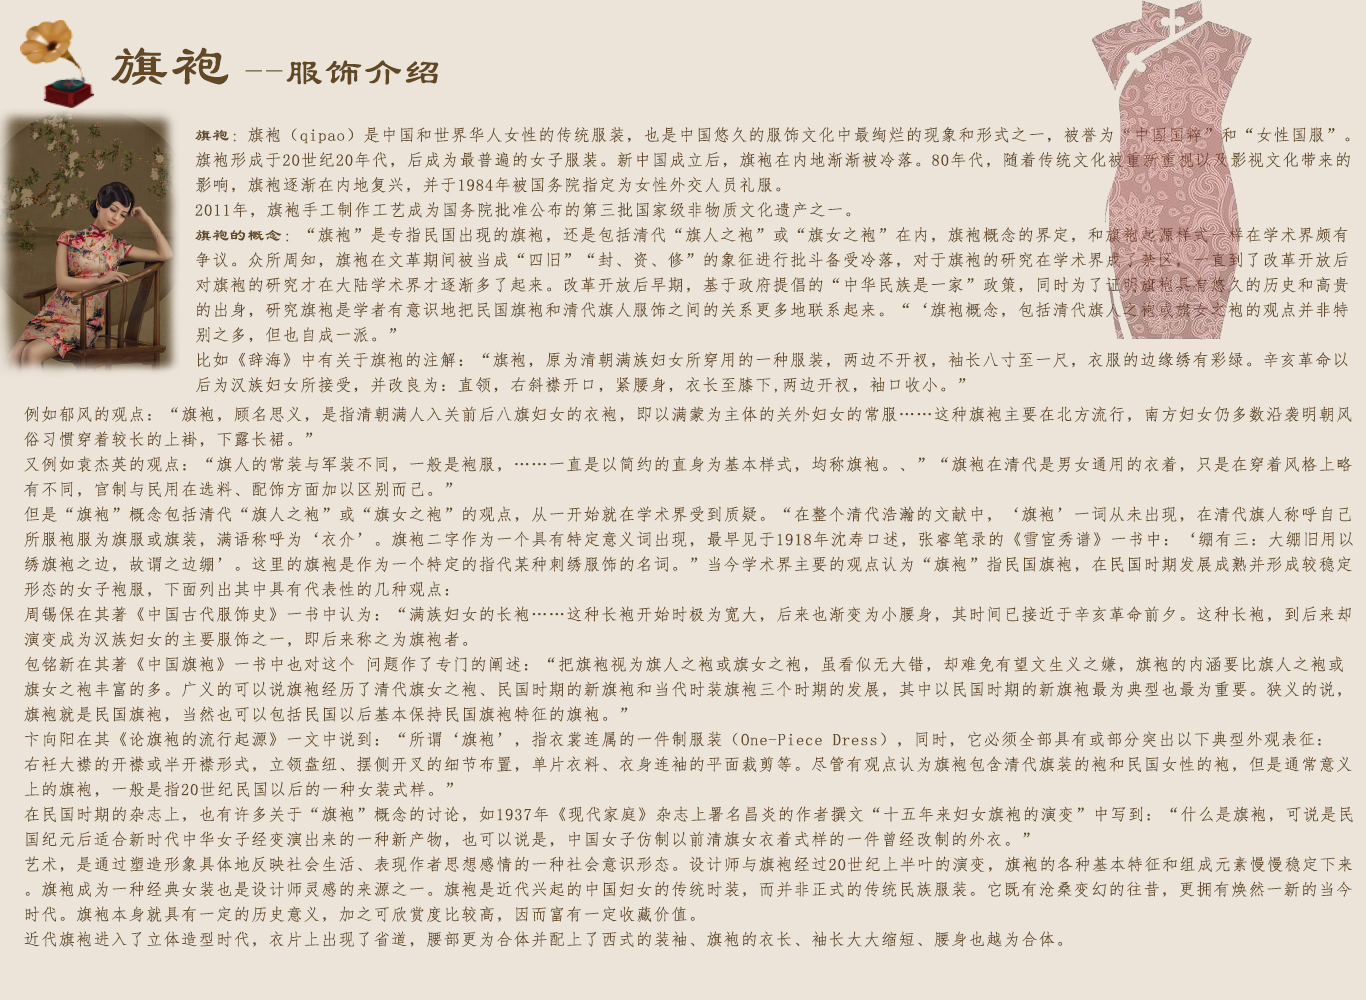 旗袍 --服饰介绍
旗袍：旗袍（qipao）是中国和世界华人女性的传统服装，也是中国悠久的服饰文化中最绚烂的现象和形式之一，被誉为“中国国粹”和“女性国服”。
旗袍形成于20世纪20年代，后成为最普遍的女子服装。新中国成立后，旗袍在内地渐渐被冷落。80年代，随着传统文化被重新重视以及影视文化带来的
影响，旗袍逐渐在内地复兴，并于1984年被国务院指定为女性外交人员礼服。
2011年，旗袍手工制作工艺成为国务院批准公布的第三批国家级非物质文化遗产之一。
旗袍的概念：“旗袍”是专指民国出现的旗袍，还是包括清代“旗人之袍”或“旗女之袍”在内，旗袍概念的界定，和旗袍起源样式一样在学术界颇有
争议。众所周知，旗袍在文革期间被当成“四旧”“封、资、修”的象征进行批斗备受冷落，对于旗袍的研究在学术界成了禁区，一直到了改革开放后
对旗袍的研究才在大陆学术界才逐渐多了起来。改革开放后早期，基于政府提倡的“中华民族是一家”政策，同时为了证明旗袍具有悠久的历史和高贵
的出身，研究旗袍是学者有意识地把民国旗袍和清代旗人服饰之间的关系更多地联系起来。“‘旗袍概念，包括清代旗人之袍或旗女之袍的观点并非特
别之多，但也自成一派。”
比如《辞海》中有关于旗袍的注解：“旗袍，原为清朝满族妇女所穿用的一种服装，两边不开衩，袖长八寸至一尺，衣服的边缘绣有彩绿。辛亥革命以
后为汉族妇女所接受，并改良为：直领，右斜襟开口，紧腰身，衣长至膝下,两边开衩，袖口收小。”
例如郁风的观点：“旗袍，顾名思义，是指清朝满人入关前后八旗妇女的衣袍，即以满蒙为主体的关外妇女的常服……这种旗袍主要在北方流行，南方妇女仍多数沿袭明朝风
俗习惯穿着较长的上褂，下露长裙。”
又例如袁杰英的观点：“旗人的常装与军装不同，一般是袍服，……一直是以简约的直身为基本样式，均称旗袍。、”“旗袍在清代是男女通用的衣着，只是在穿着风格上略
有不同，官制与民用在选料、配饰方面加以区别而己。”
但是“旗袍”概念包括清代“旗人之袍”或“旗女之袍”的观点，从一开始就在学术界受到质疑。“在整个清代浩瀚的文献中，‘旗袍’一词从未出现，在清代旗人称呼自己
所服袍服为旗服或旗装，满语称呼为‘衣介’。旗袍二字作为一个具有特定意义词出现，最早见于1918年沈寿口述，张謇笔录的《雪宧秀谱》一书中：‘绷有三：大绷旧用以
绣旗袍之边，故谓之边绷’。这里的旗袍是作为一个特定的指代某种刺绣服饰的名词。”当今学术界主要的观点认为“旗袍”指民国旗袍，在民国时期发展成熟并形成较稳定
形态的女子袍服，下面列出其中具有代表性的几种观点：
周锡保在其著《中国古代服饰史》一书中认为：“满族妇女的长袍……这种长袍开始时极为宽大，后来也渐变为小腰身，其时间已接近于辛亥革命前夕。这种长袍，到后来却
演变成为汉族妇女的主要服饰之一，即后来称之为旗袍者。
包铭新在其著《中国旗袍》一书中也对这个 问题作了专门的阐述：“把旗袍视为旗人之袍或旗女之袍，虽看似无大错，却难免有望文生义之嫌，旗袍的内涵要比旗人之袍或
旗女之袍丰富的多。广义的可以说旗袍经历了清代旗女之袍、民国时期的新旗袍和当代时装旗袍三个时期的发展，其中以民国时期的新旗袍最为典型也最为重要。狭义的说，
旗袍就是民国旗袍，当然也可以包括民国以后基本保持民国旗袍特征的旗袍。”
卞向阳在其《论旗袍的流行起源》一文中说到：“所谓‘旗袍’，指衣裳连属的一件制服装（One-Piece Dress），同时，它必须全部具有或部分突出以下典型外观表征：
右衽大襟的开襟或半开襟形式，立领盘纽、摆侧开叉的细节布置，单片衣料、衣身连袖的平面裁剪等。尽管有观点认为旗袍包含清代旗装的袍和民国女性的袍，但是通常意义
上的旗袍，一般是指20世纪民国以后的一种女装式样。”
在民国时期的杂志上，也有许多关于“旗袍”概念的讨论，如1937年《现代家庭》杂志上署名昌炎的作者撰文“十五年来妇女旗袍的演变”中写到：“什么是旗袍，可说是民
国纪元后适合新时代中华女子经变演出来的一种新产物，也可以说是，中国女子仿制以前清旗女衣着式样的一件曾经改制的外衣。”
艺术，是通过塑造形象具体地反映社会生活、表现作者思想感情的一种社会意识形态。设计师与旗袍经过20世纪上半叶的演变，旗袍的各种基本特征和组成元素慢慢稳定下来
。旗袍成为一种经典女装也是设计师灵感的来源之一。旗袍是近代兴起的中国妇女的传统时装，而并非正式的传统民族服装。它既有沧桑变幻的往昔，更拥有焕然一新的当今
时代。旗袍本身就具有一定的历史意义，加之可欣赏度比较高，因而富有一定收藏价值。
近代旗袍进入了立体造型时代，衣片上出现了省道，腰部更为合体并配上了西式的装袖、旗袍的衣长、袖长大大缩短、腰身也越为合体。